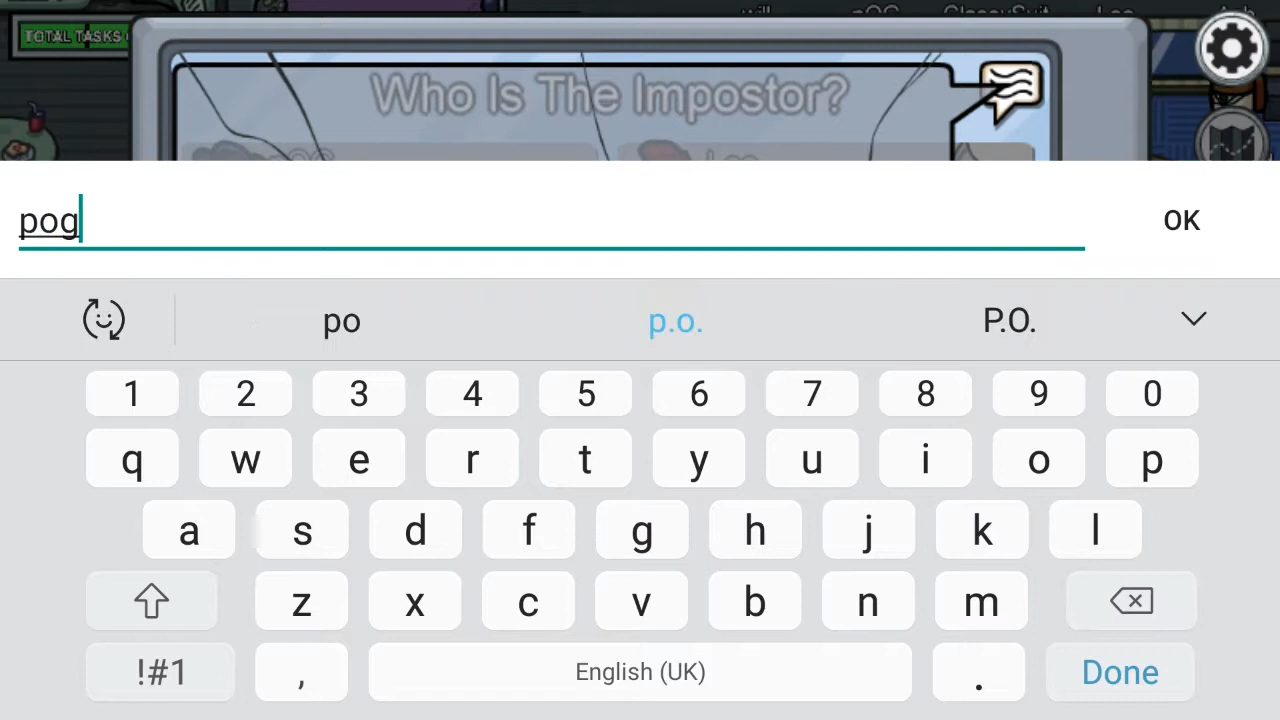 TOTAL TASKS
Who Is The Impostor?
pog
OK
po p.o. P.O.
1 2 3 4 5 6 7 8 9 0
q w e r t y u i o p
a s d f g h j k l
z x c v b n m
!#1 , English (UK) . Done